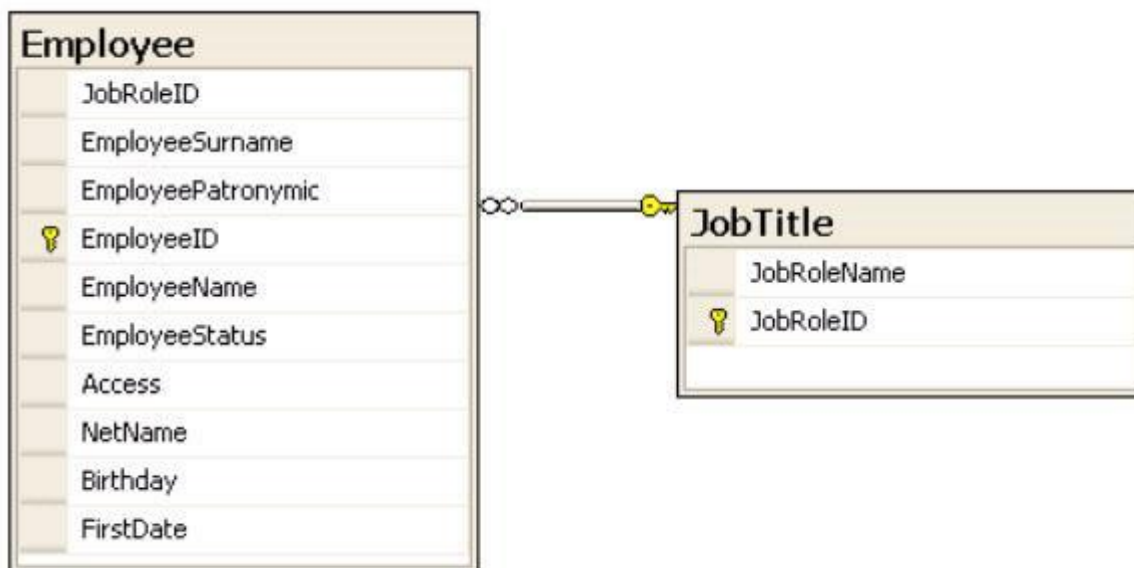 Employee
JobRoleID
EmployeeSurname
EmployeePatronymic
EmployeeID
EmployeeName
EmployeeStatus
Access
NetName
Birthday
FirstDate
JobTitle
JobRoleName
JobRoleID